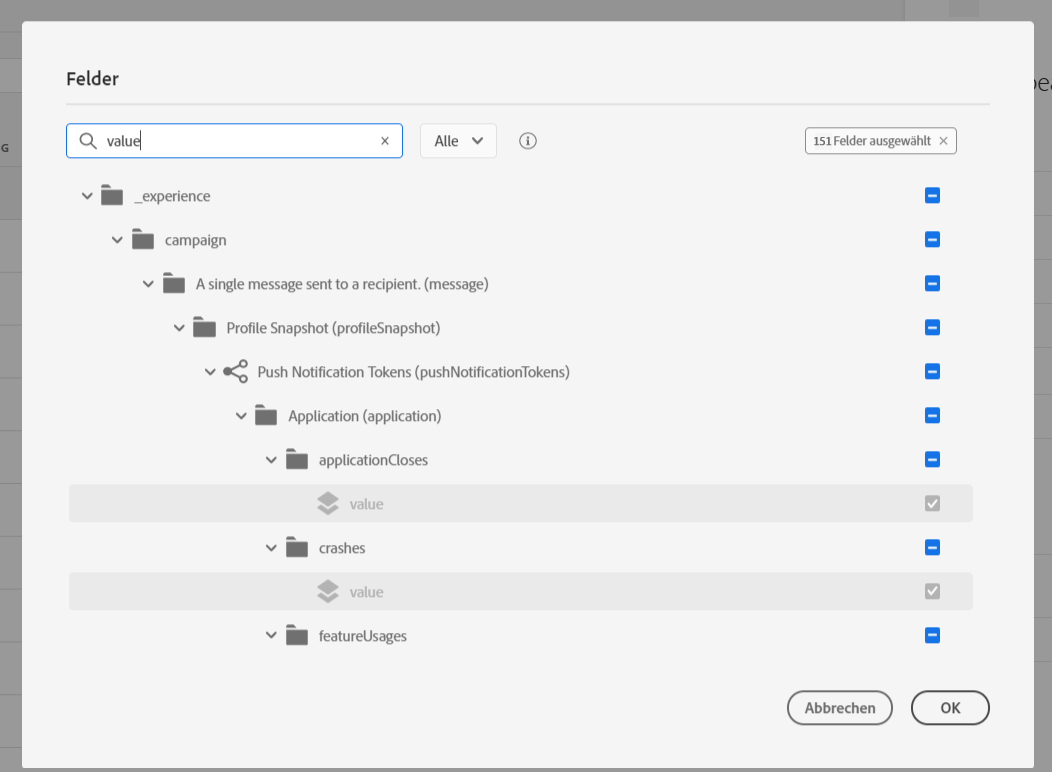 Felder
value
Alle
151 Felder ausgewählt
_experience
campaign
A single message sent to a recipient. (message)
Profile Snapshot (profileSnapshot)
Push Notification Tokens (pushNotificationTokens)
Application (application)
applicationCloses
value
crashes
value
featureUsages
Abbrechen
OK
G